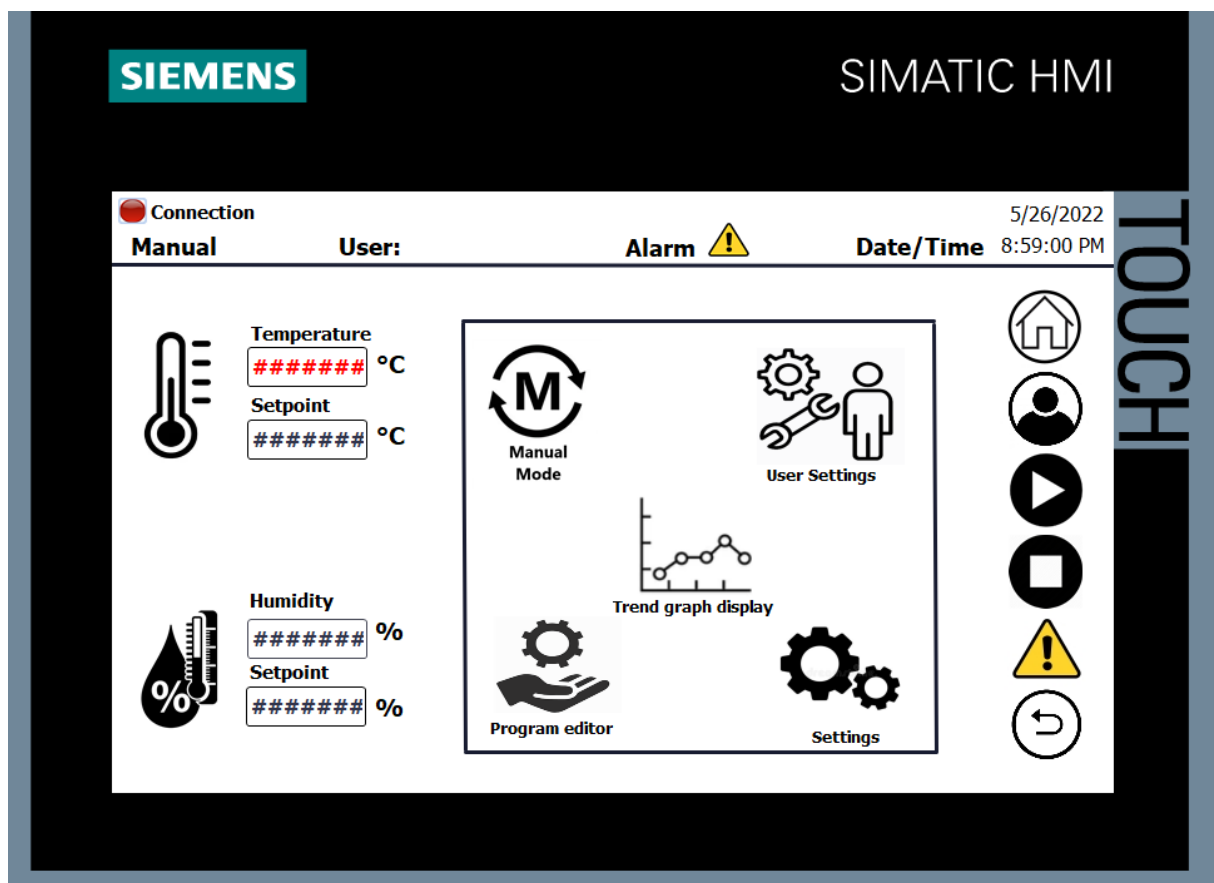 SIEMENS
SIMATIC HMI
TOUCH
Connection
5/26/2022
Manual
User:
Alarm
Date/Time
8:59:00 PM
Temperature
####### °C
Setpoint
####### °C
Humidity
####### %
Setpoint
####### %
%
M
Manual
Mode
User Settings
Trend graph display
Program editor
Settings